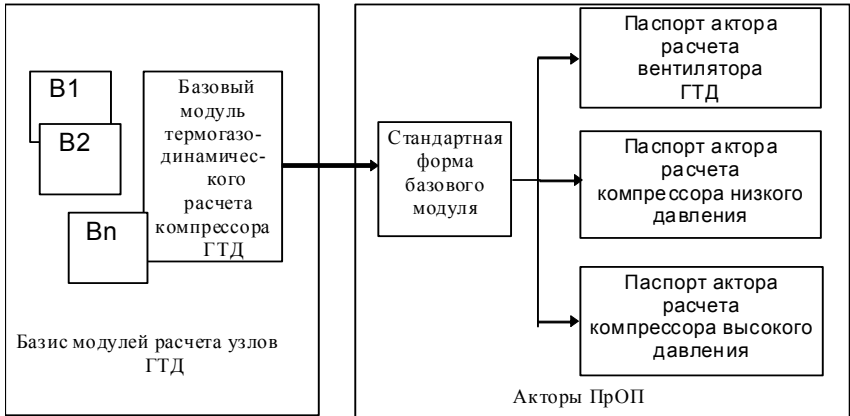 B1
B2
Bn
Базовый
модуль
термогазо-
динамичес-
кого
расчета
компрессора
ГТД
Базис модулей расчета узлов
ГТД
Стандартная
форма
базового
модуля
Паспорт актора
расчета
вентилятора
ГТД
Паспорт актора
расчета
компрессора низкого
давления
Паспорт актора
расчета
компрессора высокого
давления
Акторы ПрОП